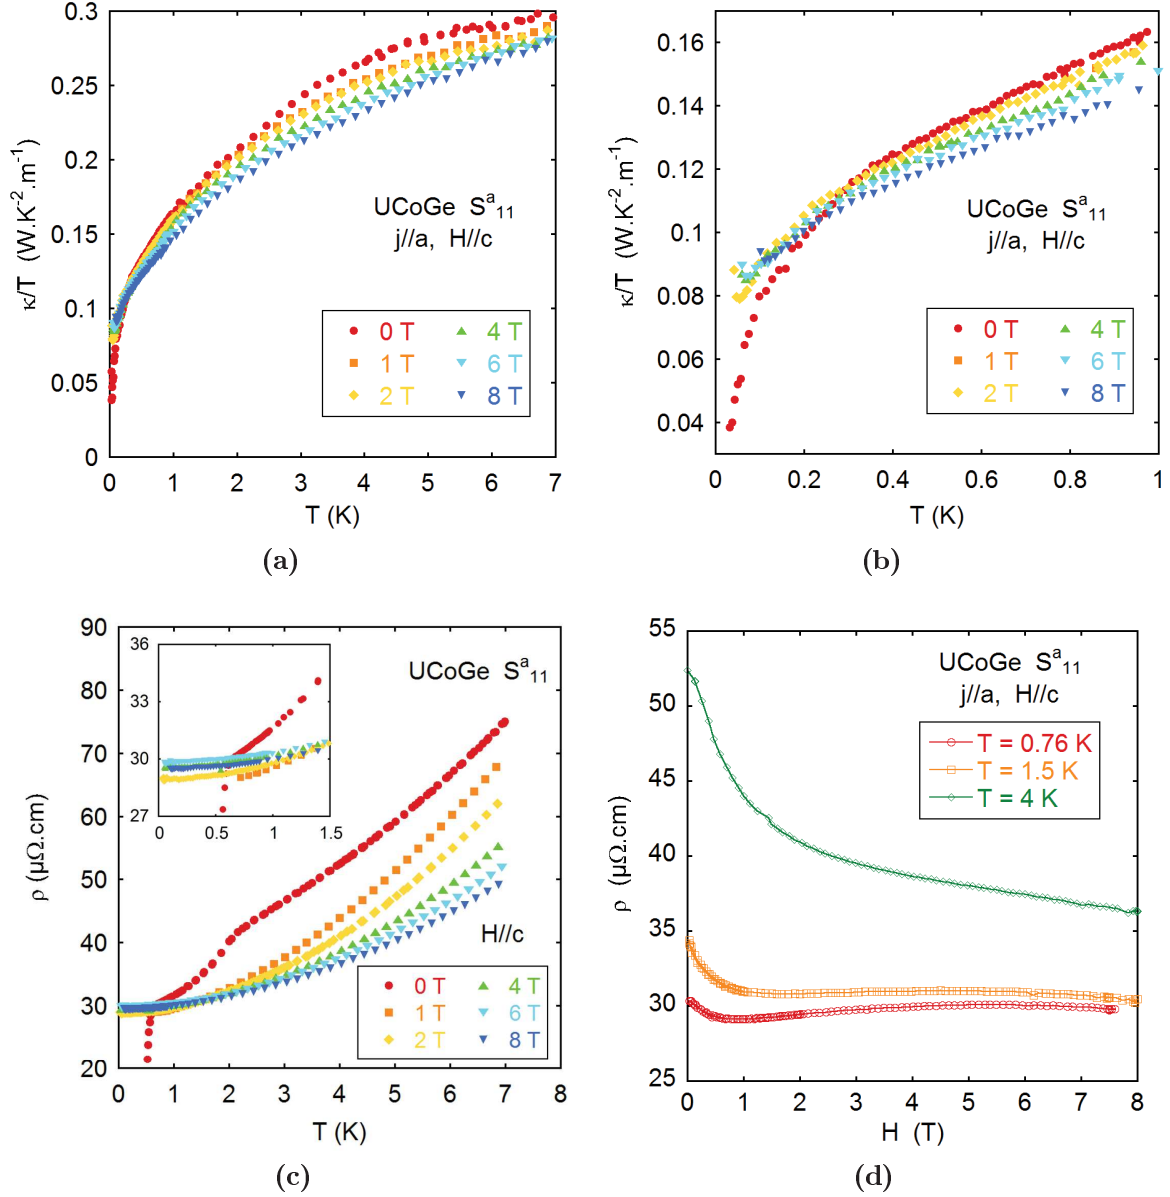 0.3
0.25
0.2
0.15
0.1
0.05
0
κ/T (W.K⁻².m⁻¹)
UCoGe Sᵃ₁₁
j//a, H//c
0 T 4 T
1 T 6 T
2 T 8 T
0 1 2 3 4 5 6 7
T (K)
(a)
0.16
0.14
0.12
0.1
0.08
0.06
0.04
κ/T (W.K⁻².m⁻¹)
UCoGe Sᵃ₁₁
j//a, H//c
0 T 4 T
1 T 6 T
2 T 8 T
0 0.2 0.4 0.6 0.8 1
T (K)
(b)
90
80
70
60
50
40
30
20
ρ (μΩ.cm)
36
33
30
27
0 0.5 1 1.5
UCoGe Sᵃ₁₁
H//c
0 T 4 T
1 T 6 T
2 T 8 T
0 1 2 3 4 5 6 7 8
T (K)
(c)
55
50
45
40
35
30
25
ρ (μΩ.cm)
UCoGe Sᵃ₁₁
j//a, H//c
T = 0.76 K
T = 1.5 K
T = 4 K
0 1 2 3 4 5 6 7 8
H (T)
(d)